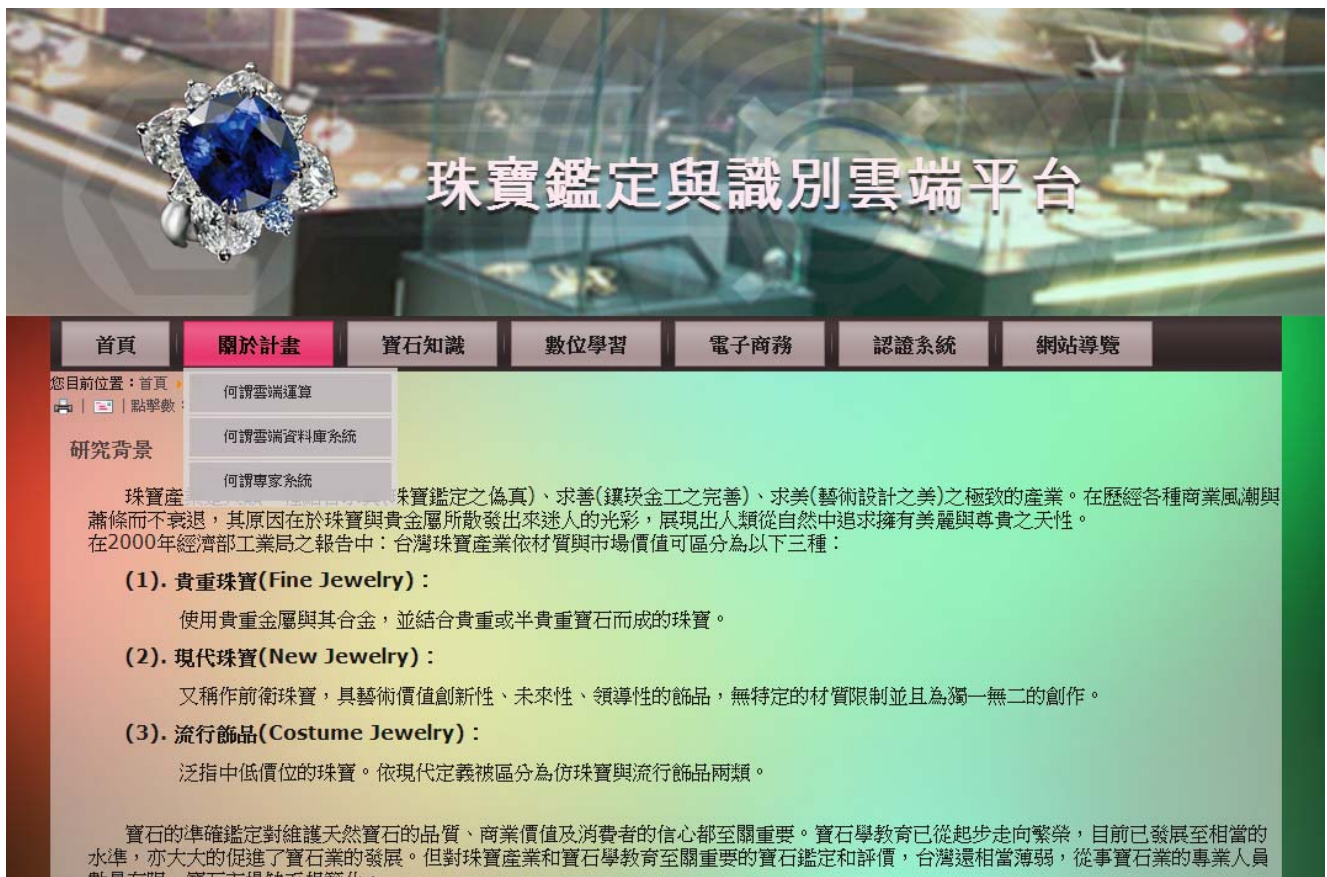 珠寶鑑定與識別雲端平台
首頁 關於計畫 寶石知識 數位學習 電子商務 認證系統 網站導覽
您目前位置：首頁
| 點擊數：
何謂雲端運算
何謂雲端資料庫系統
何謂專家系統
研究背景
珠寶產 珠寶鑑定之偽真)、求善(鑲崁金工之完善)、求美(藝術設計之美)之極致的產業。在歷經各種商業風潮與
蕭條而不衰退，其原因在於珠寶與貴金屬所散發出來迷人的光彩，展現出人類從自然中追求擁有美麗與尊貴之天性。
在2000年經濟部工業局之報告中：台灣珠寶產業依材質與市場價值可區分為以下三種：
(1). 貴重珠寶(Fine Jewelry)：
使用貴重金屬與其合金，並結合貴重或半貴重寶石而成的珠寶。
(2). 現代珠寶(New Jewelry)：
又稱作前衛珠寶，具藝術價值創新性、未來性、領導性的飾品，無特定的材質限制並且為獨一無二的創作。
(3). 流行飾品(Costume Jewelry)：
泛指中低價位的珠寶。依現代定義被區分為仿珠寶與流行飾品兩類。
寶石的準確鑑定對維護天然寶石的品質、商業價值及消費者的信心都至關重要。寶石學教育已從起步走向繁榮，目前已發展至相當的
水準，亦大大的促進了寶石業的發展。但對珠寶產業和寶石學教育至關重要的寶石鑑定和評價，台灣還相當薄弱，從事寶石業的專業人員